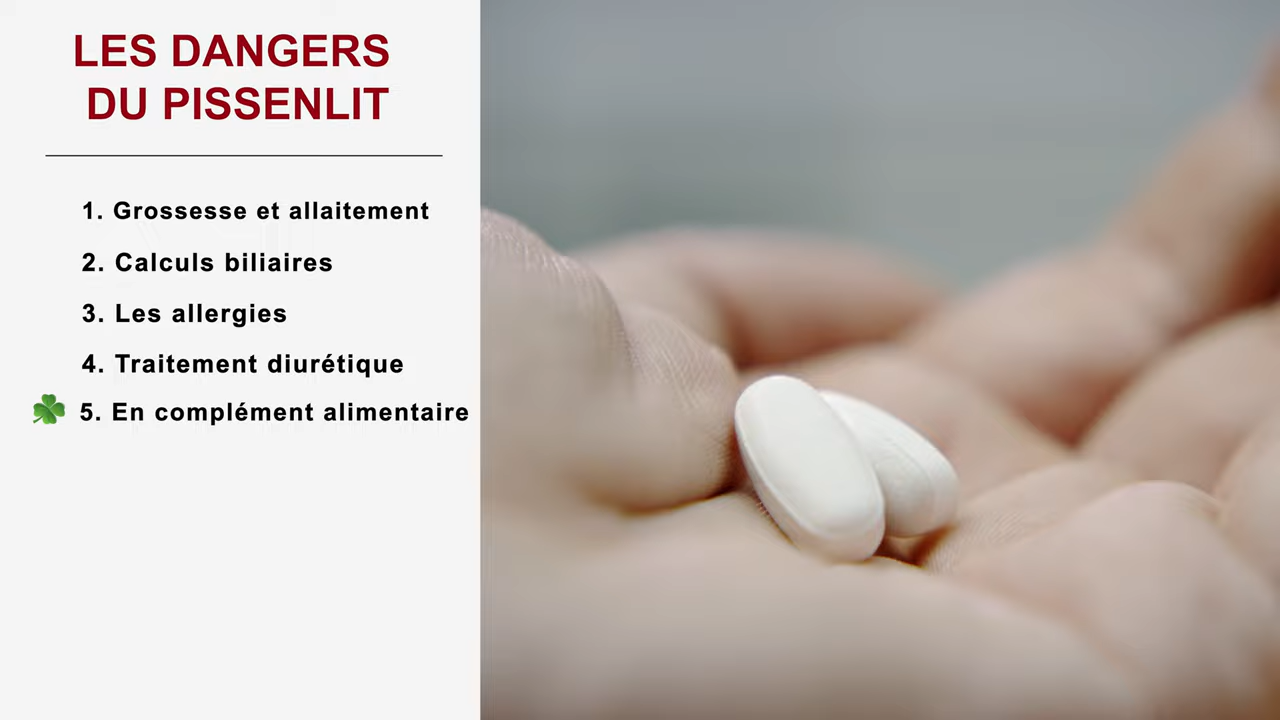 LES DANGERS
DU PISSENLIT
1. Grossesse et allaitement
2. Calculs biliaires
3. Les allergies
4. Traitement diurétique
5. En complément alimentaire